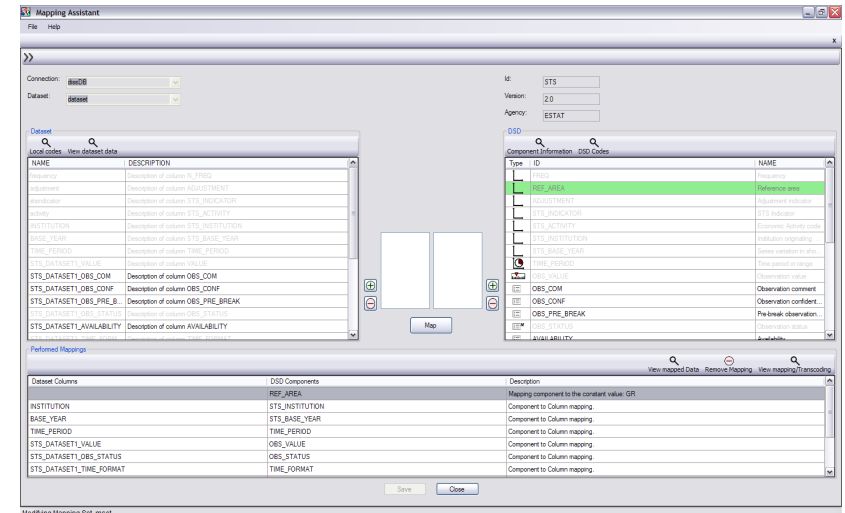 Mapping Assistant
File Help
x
Connection: dissDB
Dataset: dataset
Id: STS
Version: 2.0
Agency: ESTAT
Dataset
Local codes View dataset data
NAME DESCRIPTION
frequency Description of column N_FREQ
adjustment Description of column ADJUSTMENT
stsindicator Description of column STS_INDICATOR
activity Description of column STS_ACTIVITY
INSTITUTION Description of column STS_INSTITUTION
BASE_YEAR Description of column STS_BASE_YEAR
TIME_PERIOD Description of column TIME_PERIOD
STS_DATASET1_VALUE Description of column VALUE
STS_DATASET1_OBS_COM Description of column OBS_COM
STS_DATASET1_OBS_CONF Description of column OBS_CONF
STS_DATASET1_OBS_PRE_B... Description of column OBS_PRE_BREAK
STS_DATASET1_OBS_STATUS Description of column OBS_STATUS
STS_DATASET1_AVAILABILITY Description of column AVAILABILITY
STS_DATASET1_TIME_FORM... Description of column TIME_FORMAT
Map
DSD
Component Information DSD Codes
Type ID NAME
FREQ Frequency
REF_AREA Reference area
ADJUSTMENT Adjustment indicator
STS_INDICATOR STS Indicator
STS_ACTIVITY Economic Activity code
STS_INSTITUTION Institution originating
STS_BASE_YEAR Series variation in sho...
TIME_PERIOD Time period or range
OBS_VALUE Observation value
OBS_COM Observation comment
OBS_CONF Observation confident...
OBS_PRE_BREAK Pre-break observation...
OBS_STATUS Observation status
AVAILABILITY Availability
Performed Mappings
View mapped Data Remove Mapping View mapping/Transcoding
Dataset Columns DSD Components Description
REF_AREA Mapping component to the constant value: GR
INSTITUTION STS_INSTITUTION Component to Column mapping.
BASE_YEAR STS_BASE_YEAR Component to Column mapping.
TIME_PERIOD TIME_PERIOD Component to Column mapping.
STS_DATASET1_VALUE OBS_VALUE Component to Column mapping.
STS_DATASET1_OBS_STATUS OBS_STATUS Component to Column mapping.
STS_DATASET1_TIME_FORMAT TIME_FORMAT Component to Column mapping.
Save Close
Modifying Mapping Set